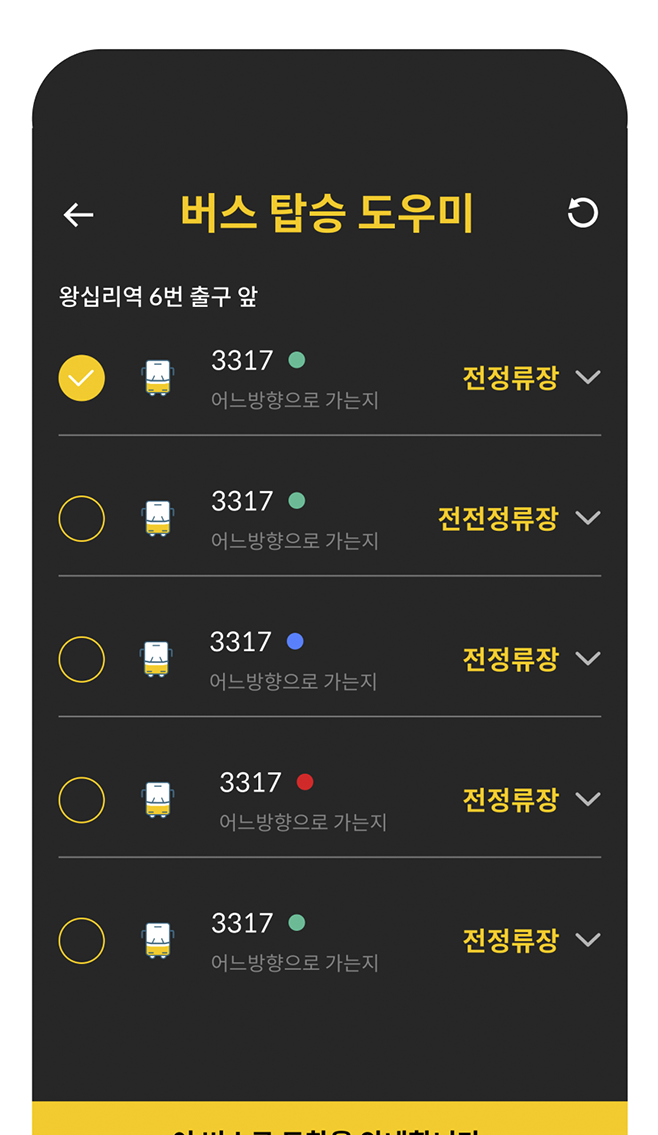 버스 탑승 도우미
왕십리역 6번 출구 앞
3317
어느방향으로 가는지
전정류장
3317
어느방향으로 가는지
전전정류장
3317
어느방향으로 가는지
전정류장
3317
어느방향으로 가는지
전정류장
3317
어느방향으로 가는지
전정류장